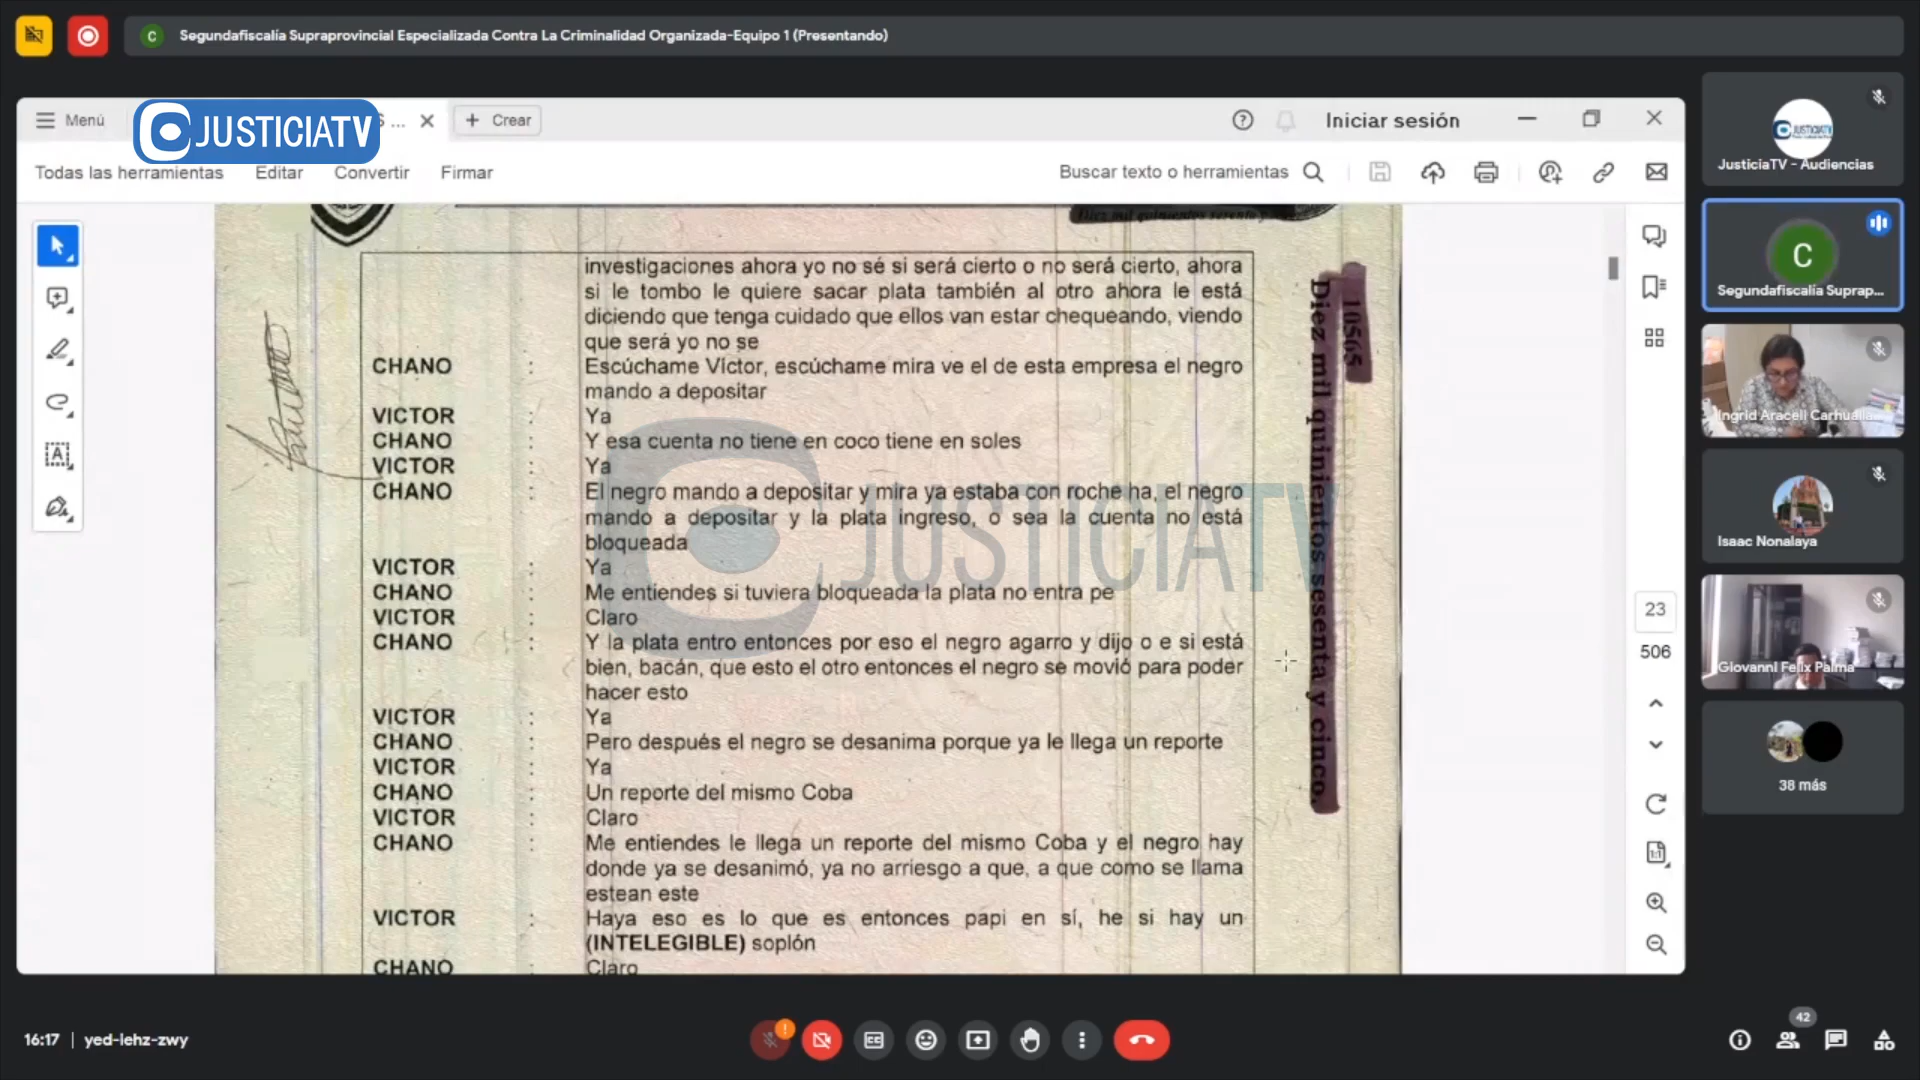 C Segundafiscalía Supraprovincial Especializada Contra La Criminalidad Organizada-Equipo 1 (Presentando)
Menú
JUSTICIATV
S ...
Crear
Iniciar sesión
Todas las herramientas
Editar
Convertir
Firmar
Buscar texto o herramientas
investigaciones ahora yo no sé si será cierto o no será cierto, ahora
si le tombo le quiere sacar plata también al otro ahora le está
diciendo que tenga cuidado que ellos van estar chequeando, viendo
que será yo no se
CHANO : Escúchame Víctor, escúchame mira ve el de esta empresa el negro
mando a depositar
VICTOR : Ya
CHANO : Y esa cuenta no tiene en coco tiene en soles
VICTOR : Ya
CHANO : El negro mando a depositar y mira ya estaba con roche ha, el negro
mando a depositar y la plata ingreso, o sea la cuenta no está
bloqueada
VICTOR : Ya
CHANO : Me entiendes si tuviera bloqueada la plata no entra pe
VICTOR : Claro
CHANO : Y la plata entro entonces por eso el negro agarro y dijo o e si está
bien, bacán, que esto el otro entonces el negro se movió para poder
hacer esto
VICTOR : Ya
CHANO : Pero después el negro se desanima porque ya le llega un reporte
VICTOR : Ya
CHANO : Un reporte del mismo Coba
VICTOR : Claro
CHANO : Me entiendes le llega un reporte del mismo Coba y el negro hay
donde ya se desanimó, ya no arriesgo a que, a que como se llama
estean este
VICTOR : Haya eso es lo que es entonces papi en sí, he si hay un
(INTELEGIBLE) soplón
CHANO : Claro
10565
Diez mil quinientos sesenta y cinco.
JUSTICIATV
23
506
JUSTICIATV
JusticiaTV - Audiencias
C
Segundafiscalía Suprap...
Ingrid Araceli Carhualla
Isaac Nonalaya
Giovanni Felix Palma
38 más
16:17 | yed-iehz-zwy
42